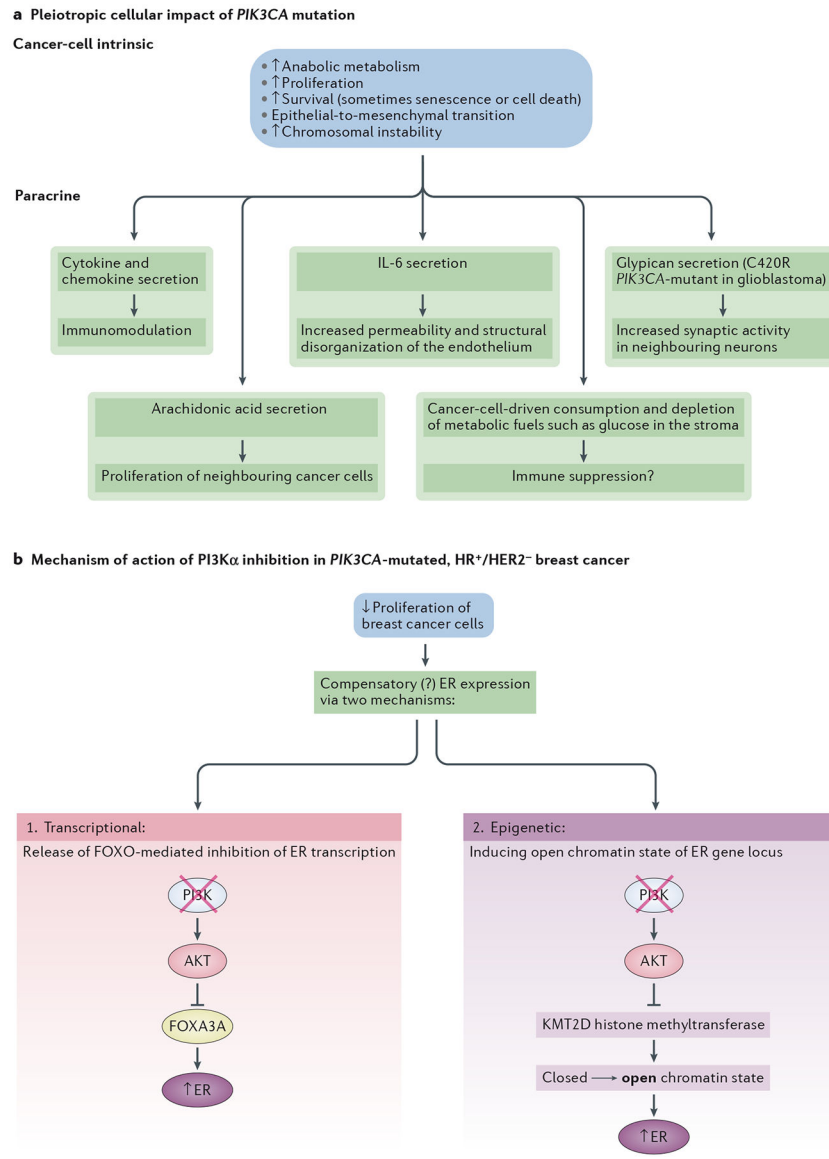 a Pleiotropic cellular impact of PIK3CA mutation
Cancer-cell intrinsic
• ↑Anabolic metabolism
• ↑Proliferation
• ↑Survival (sometimes senescence or cell death)
• Epithelial-to-mesenchymal transition
• ↑Chromosomal instability
Paracrine
Cytokine and
chemokine secretion
Immunomodulation
IL-6 secretion
Increased permeability and structural
disorganization of the endothelium
Glypican secretion (C420R
PIK3CA-mutant in glioblastoma)
Increased synaptic activity
in neighbouring neurons
Arachidonic acid secretion
Proliferation of neighbouring cancer cells
Cancer-cell-driven consumption and depletion
of metabolic fuels such as glucose in the stroma
Immune suppression?
b Mechanism of action of PI3Kα inhibition in PIK3CA-mutated, HR⁺/HER2⁻ breast cancer
↓Proliferation of
breast cancer cells
Compensatory (?) ER expression
via two mechanisms:
1. Transcriptional:
Release of FOXO-mediated inhibition of ER transcription
PI3K
AKT
FOXA3A
↑ER
2. Epigenetic:
Inducing open chromatin state of ER gene locus
PI3K
AKT
KMT2D histone methyltransferase
Closed → open chromatin state
↑ER